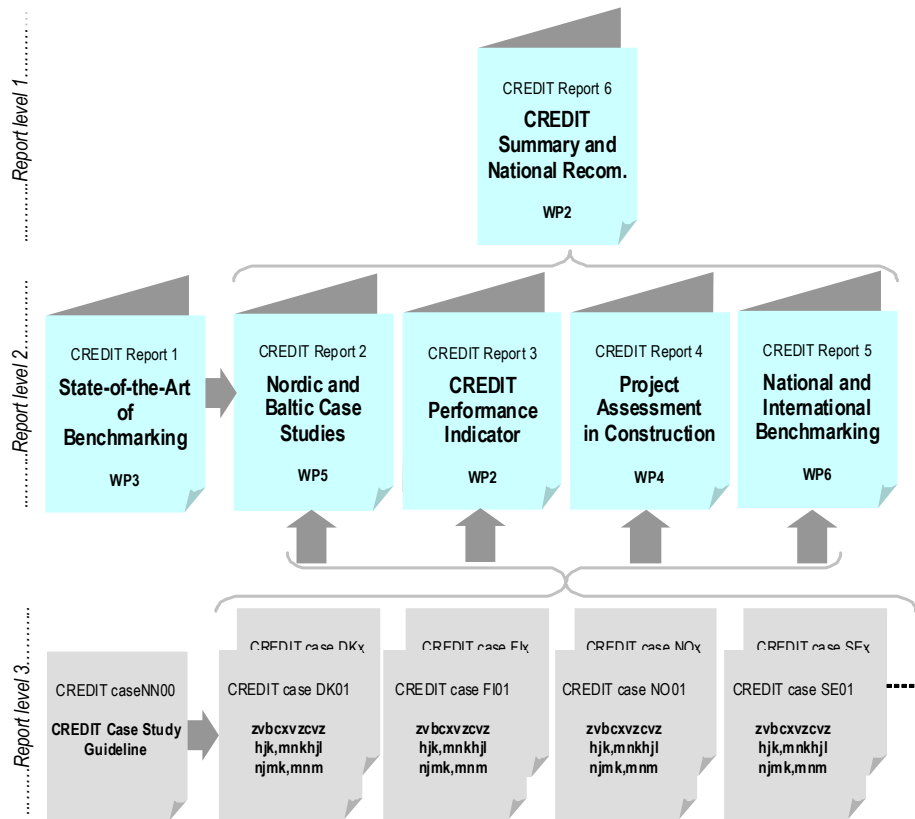 .........Report level 1............
CREDIT Report 6
CREDIT
Summary and
National Recom.
WP2
.........Report level 2............
CREDIT Report 1
State-of-the-Art
of
Benchmarking
WP3
CREDIT Report 2
Nordic and
Baltic Case
Studies
WP5
CREDIT Report 3
CREDIT
Performance
Indicator
WP2
CREDIT Report 4
Project
Assessment
in Construction
WP4
CREDIT Report 5
National and
International
Benchmarking
WP6
.........Report level 3............
CREDIT caseNN00
CREDIT Case Study
Guideline
CREDIT case DKx
CREDIT case DK01
zvbcxvzcvz
hjk,mnkhjl
njmk,mnm
CREDIT case FIx
CREDIT case FI01
zvbcxvzcvz
hjk,mnkhjl
njmk,mnm
CREDIT case NOx
CREDIT case NO01
zvbcxvzcvz
hjk,mnkhjl
njmk,mnm
CREDIT case SEx
CREDIT case SE01
zvbcxvzcvz
hjk,mnkhjl
njmk,mnm